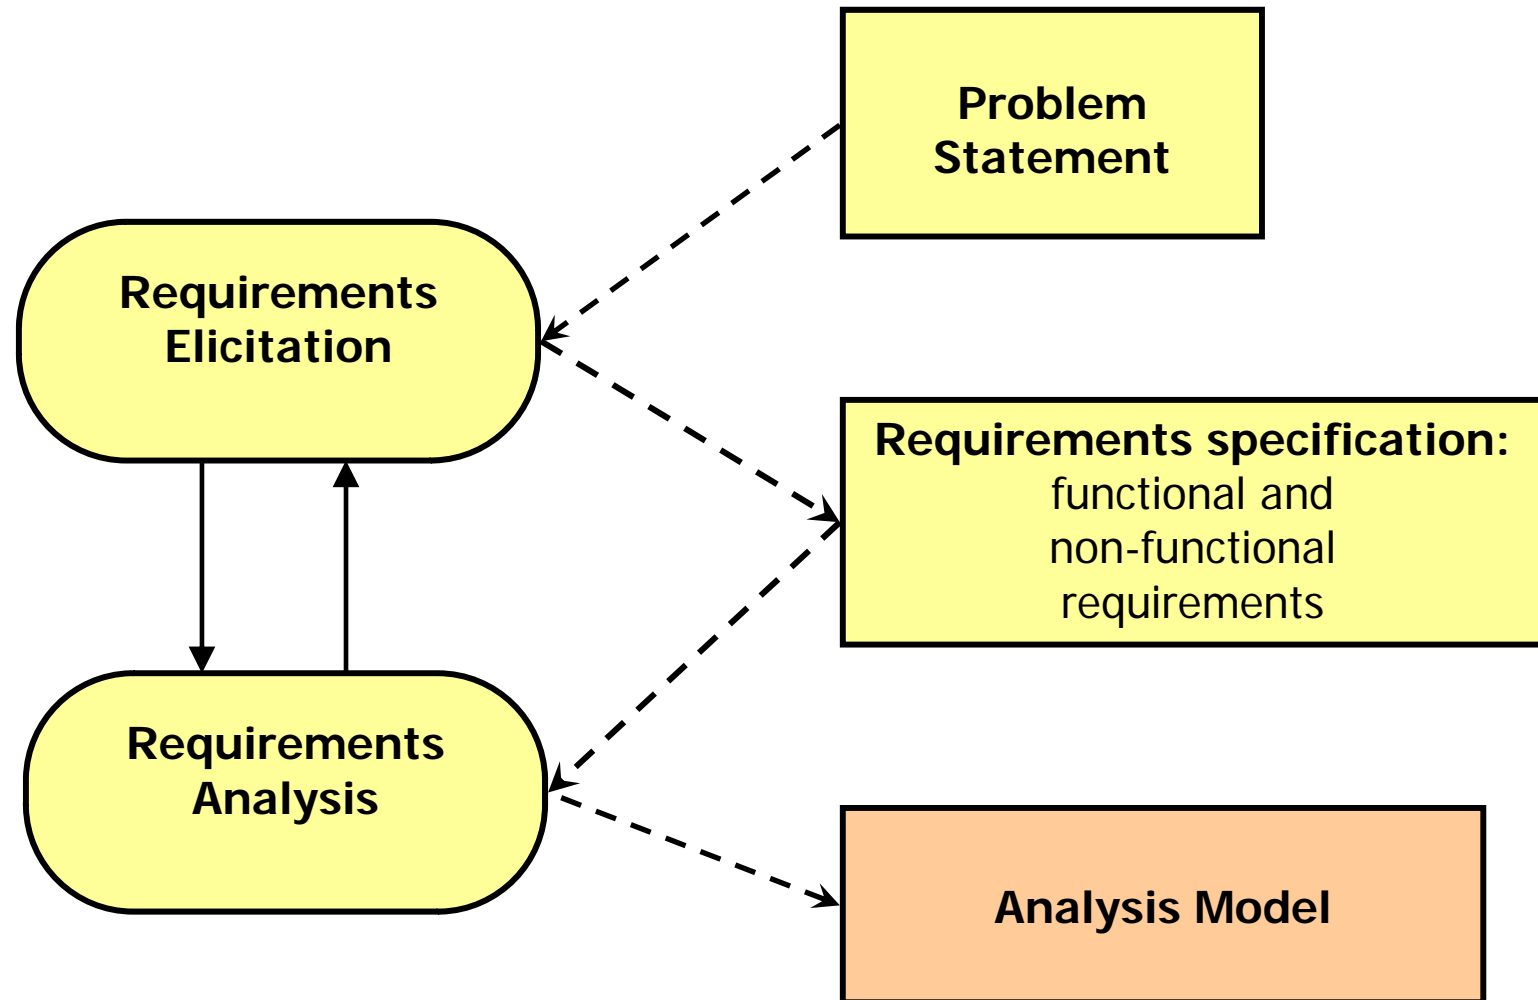 Problem
Statement
Requirements
Elicitation
Requirements specification:
functional and
non-functional
requirements
Requirements
Analysis
Analysis Model